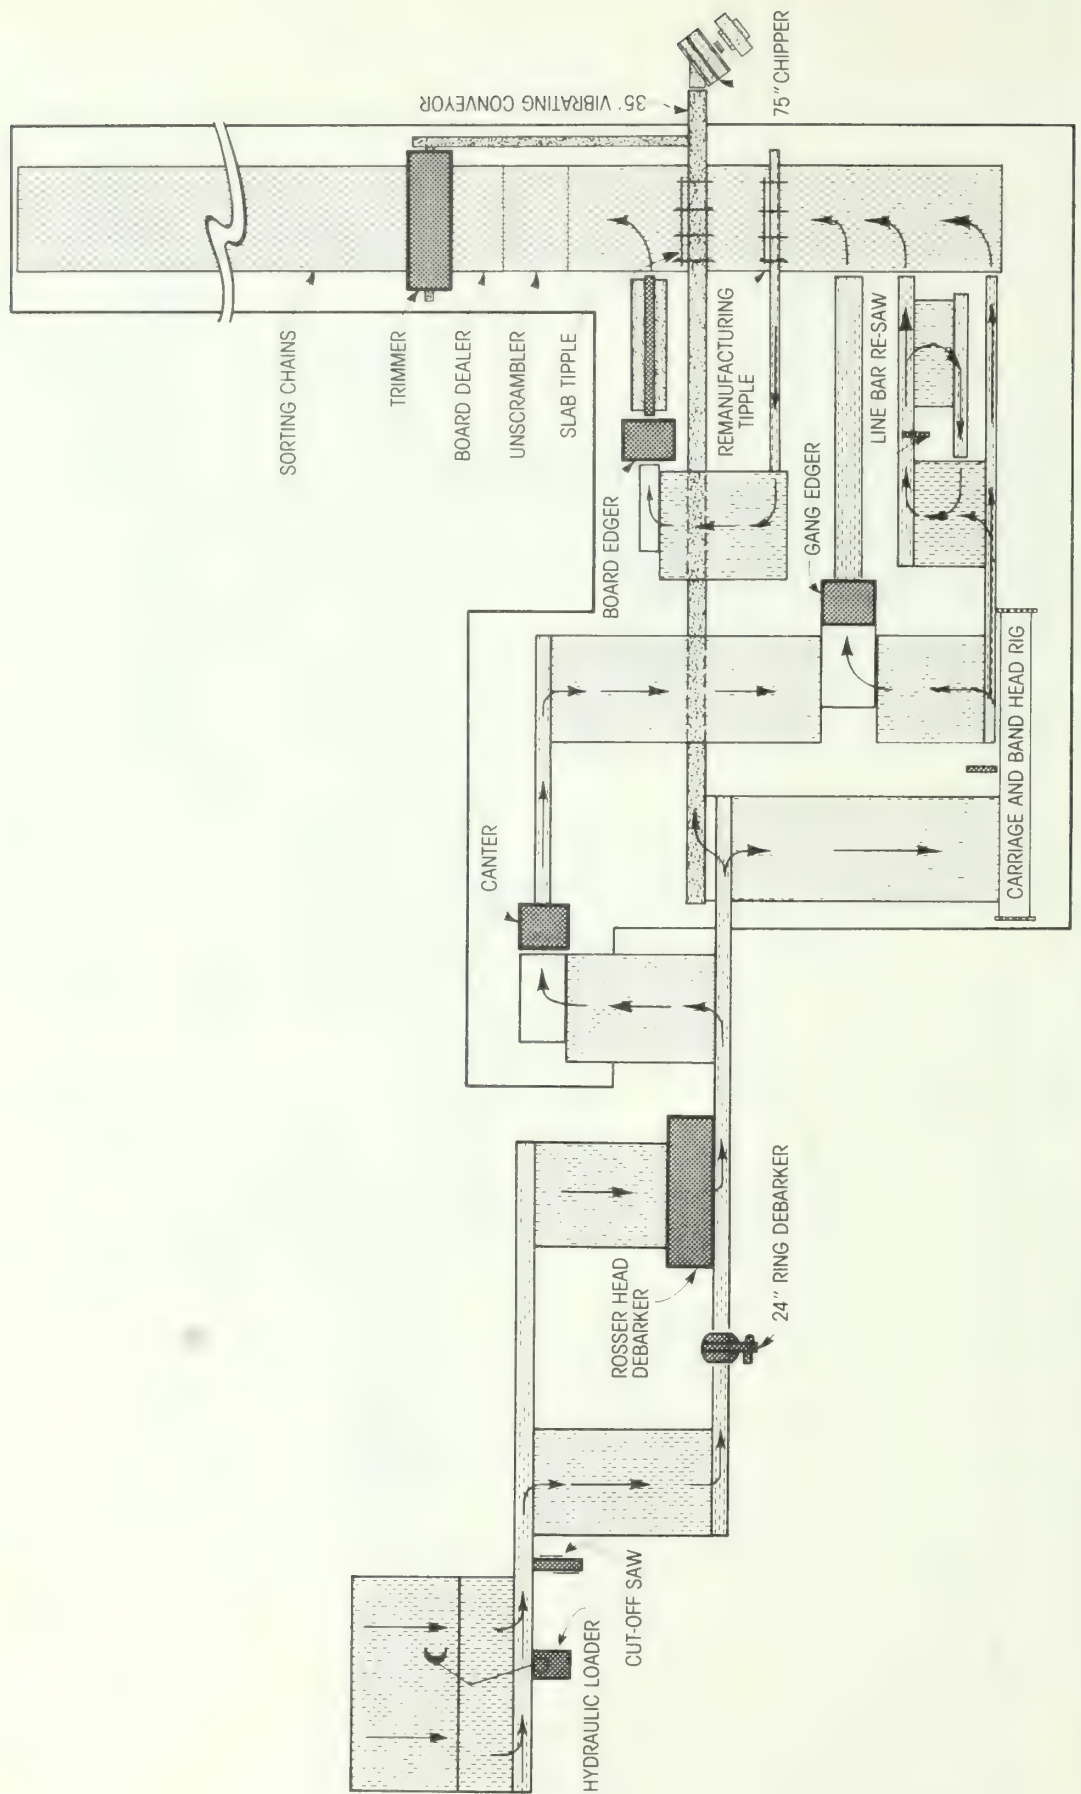 HYDRAULIC LOADER
CUT-OFF SAW
24" RING DEBARKER
ROSSER HEAD
DEBARKER
CANTER
CARRIAGE AND BAND HEAD RIG
BOARD EDGER
GANG EDGER
LINE BAR RE-SAW
REMANUFACTURING
TIPPLE
SORTING CHAINS
TRIMMER
BOARD DEALER
UNSCRAMBLER
SLAB TIPPLE
35' VIBRATING CONVEYOR
75" CHIPPER